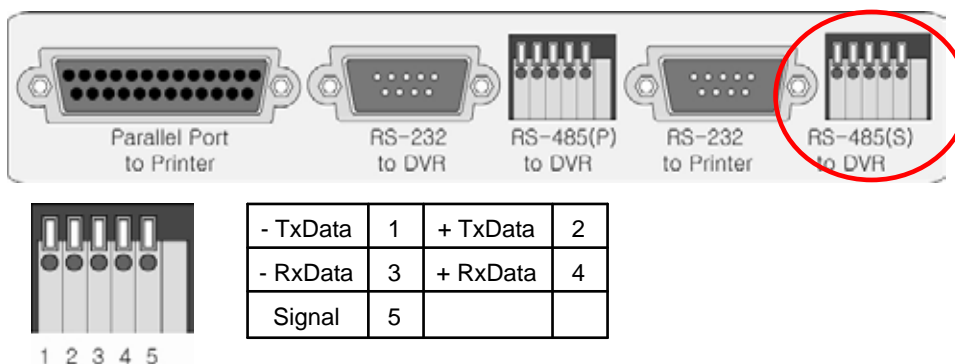 Parallel Port to Printer
RS-232 to DVR
RS-485(P) to DVR
RS-232 to Printer
RS-485(S) to DVR
- TxData 1 + TxData 2
- RxData 3 + RxData 4
Signal 5
1 2 3 4 5